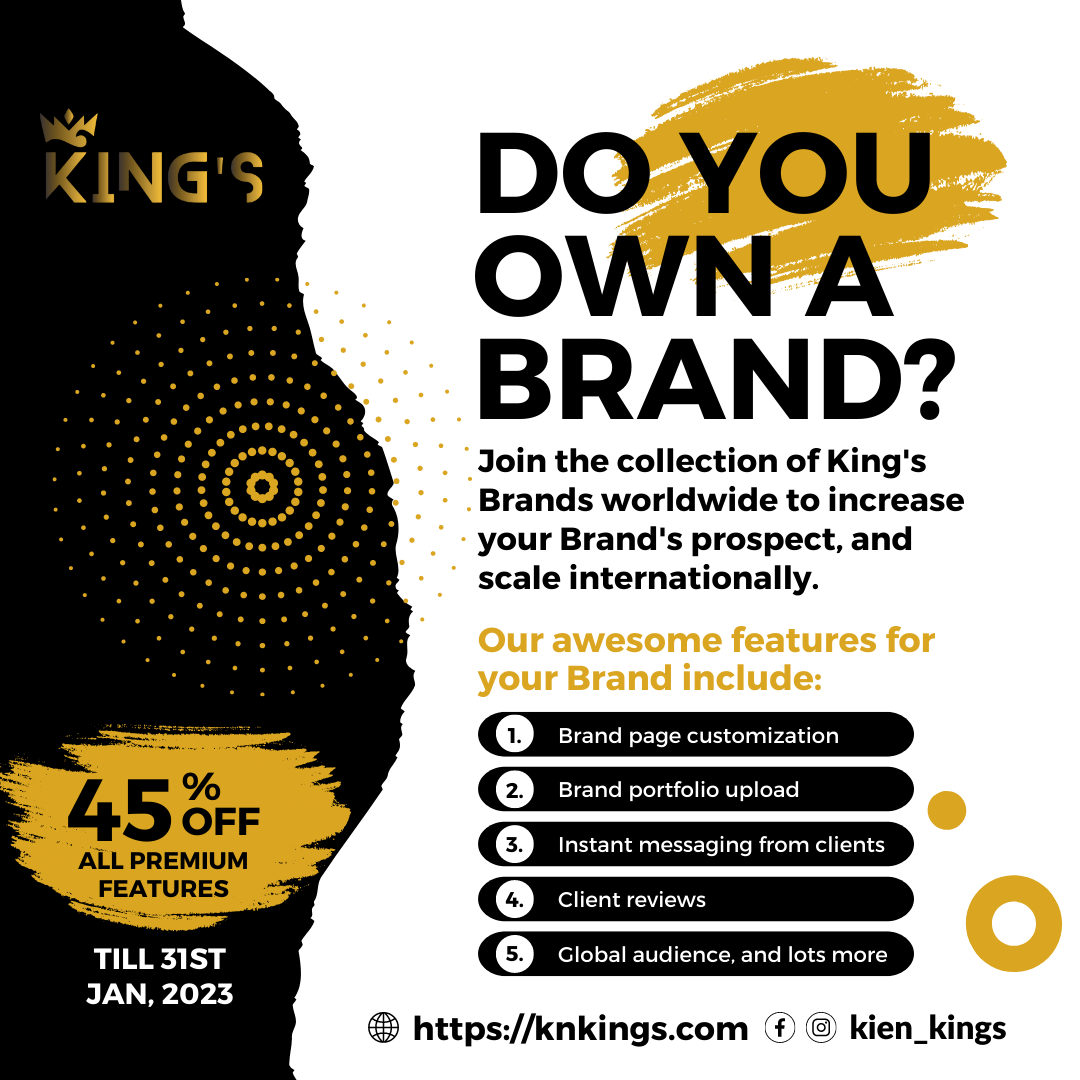 KING'S
DO YOU
OWN A
BRAND?
Join the collection of King's
Brands worldwide to increase
your Brand's prospect, and
scale internationally.
Our awesome features for
your Brand include:
1. Brand page customization
2. Brand portfolio upload
3. Instant messaging from clients
4. Client reviews
5. Global audience, and lots more
45%
OFF
ALL PREMIUM
FEATURES
TILL 31ST
JAN, 2023
https://knkings.com kien_kings